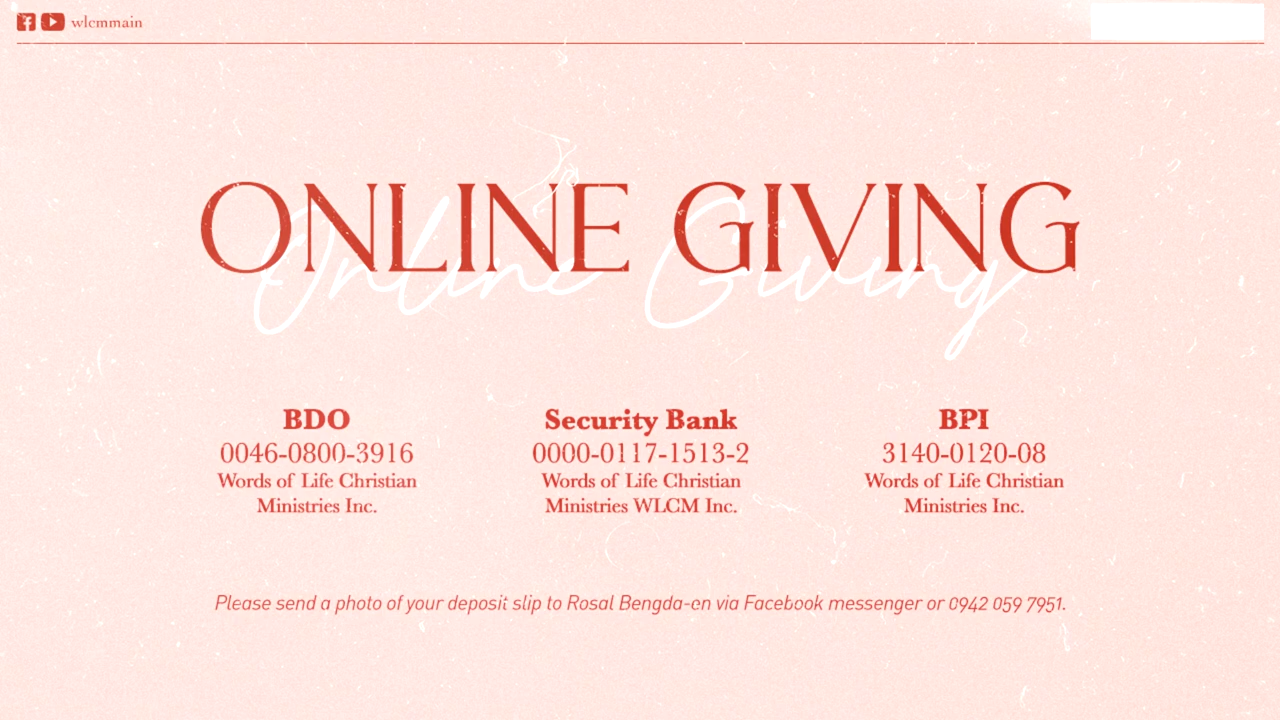 wlcmmain
ONLINE GIVING
Online Giving
BDO
0046-0800-3916
Words of Life Christian
Ministries Inc.
Security Bank
0000-0117-1513-2
Words of Life Christian
Ministries WLCM Inc.
BPI
3140-0120-08
Words of Life Christian
Ministries Inc.
Please send a photo of your deposit slip to Rosal Bengda-en via Facebook messenger or 0942 059 7951.